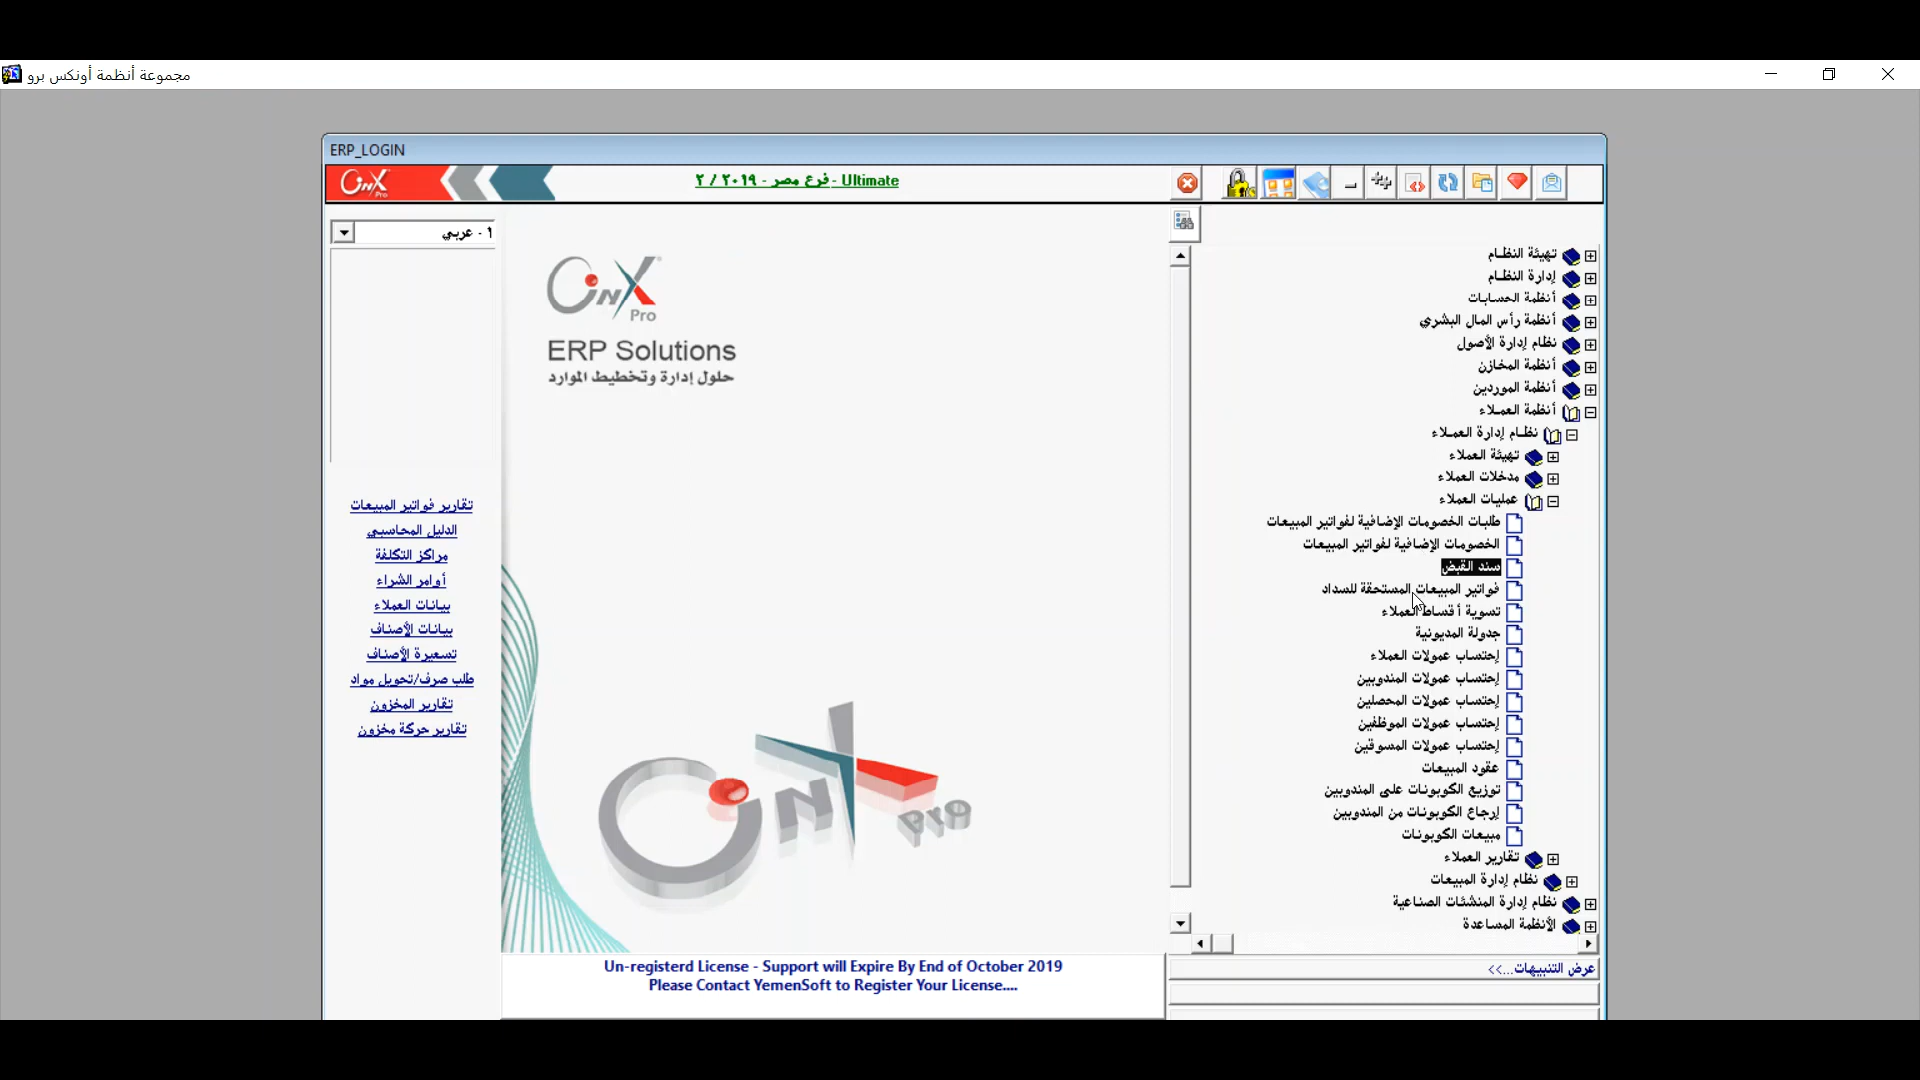 مجموعة أنظمة أونكس برو
ERP_LOGIN
Onx Pro
Ultimate - فرع مصر - ٢٠١٩ / ٢
١ - عربي
Onx Pro
ERP Solutions
حلول إدارة وتخطيط الموارد
تهيئة النظام
إدارة النظام
أنظمة الحسابات
أنظمة رأس المال البشري
نظام إدارة الأصول
أنظمة المخازن
أنظمة الموردين
أنظمة العملاء
نظام إدارة العملاء
تهيئة العملاء
مدخلات العملاء
عمليات العملاء
طلبات الخصومات الإضافية لفواتير المبيعات
الخصومات الإضافية لفواتير المبيعات
سند القبض
فواتير المبيعات المستحقة للسداد
تسوية أقساط العملاء
جدولة المديونية
إحتساب عمولات العملاء
إحتساب عمولات المندوبين
إحتساب عمولات المحصلين
إحتساب عمولات الموظفين
إحتساب عمولات المسوقين
عقود المبيعات
توزيع الكوبونات على المندوبين
إرجاع الكوبونات من المندوبين
مبيعات الكوبونات
تقارير العملاء
نظام إدارة المبيعات
نظام إدارة المنشئات الصناعية
الأنظمة المساعدة
عرض التنبيهات...>>
تقارير فواتير المبيعات
الدليل المحاسبي
مراكز التكلفة
أوامر الشراء
بيانات العملاء
بيانات الأصناف
تسعيرة الأصناف
طلب صرف/تحويل مواد
تقارير المخزون
تقارير حركة مخزون
Onx Pro
Un-registerd License - Support will Expire By End of October 2019
Please Contact YemenSoft to Register Your License....